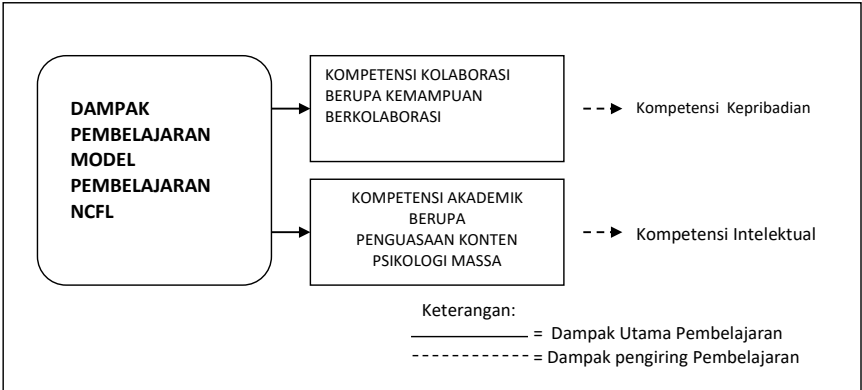 DAMPAK
PEMBELAJARAN
MODEL
PEMBELAJARAN
NCFL
KOMPETENSI KOLABORASI
BERUPA KEMAMPUAN
BERKOLABORASI
Kompetensi Kepribadian
KOMPETENSI AKADEMIK
BERUPA
PENGUASAAN KONTEN
PSIKOLOGI MASSA
Kompetensi Intelektual
Keterangan:
= Dampak Utama Pembelajaran
= Dampak pengiring Pembelajaran